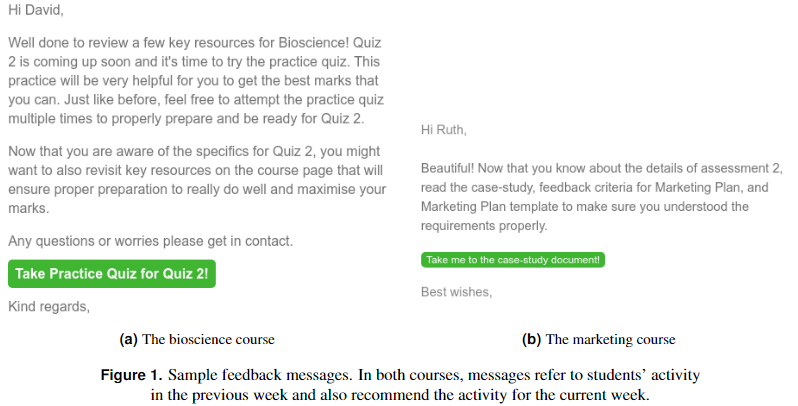 Hi David,
Well done to review a few key resources for Bioscience! Quiz
2 is coming up soon and it's time to try the practice quiz. This
practice will be very helpful for you to get the best marks that
you can. Just like before, feel free to attempt the practice quiz
multiple times to properly prepare and be ready for Quiz 2.
Now that you are aware of the specifics for Quiz 2, you might
want to also revisit key resources on the course page that will
ensure proper preparation to really do well and maximise your
marks.
Any questions or worries please get in contact.
Take Practice Quiz for Quiz 2!
Kind regards,
(a) The bioscience course
Hi Ruth,
Beautiful! Now that you know about the details of assessment 2,
read the case-study, feedback criteria for Marketing Plan, and
Marketing Plan template to make sure you understood the
requirements properly.
Take me to the case-study document!
Best wishes,
(b) The marketing course
Figure 1. Sample feedback messages. In both courses, messages refer to students' activity
in the previous week and also recommend the activity for the current week.